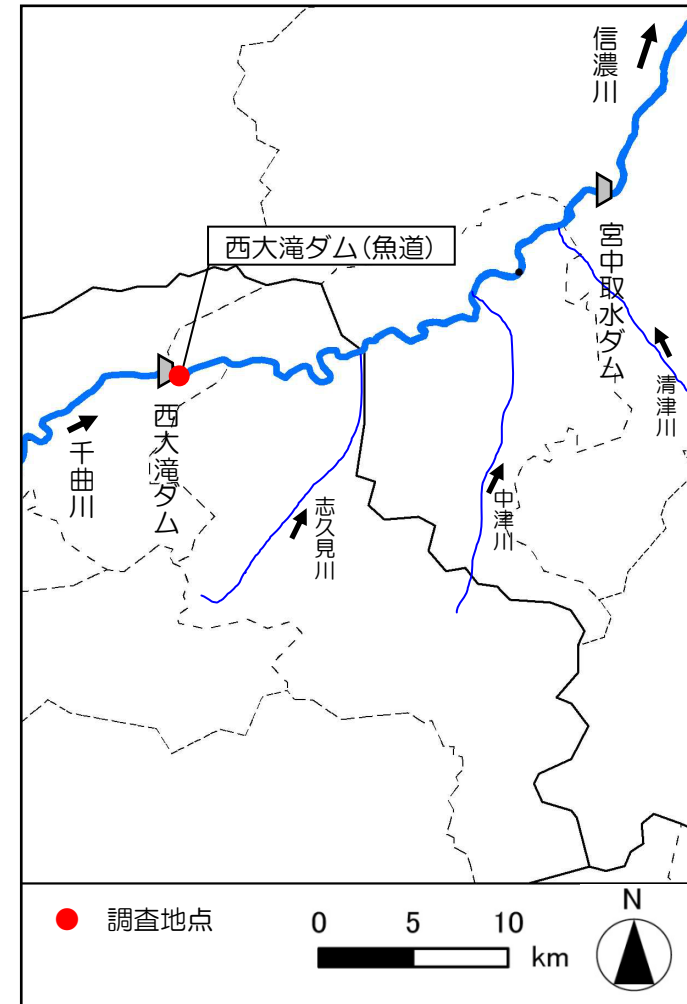 信濃川
西大滝ダム(魚道)
宮中取水ダム
清津川
西大滝ダム
千曲川
志久見川
中津川
調査地点
0 5 10
km
N